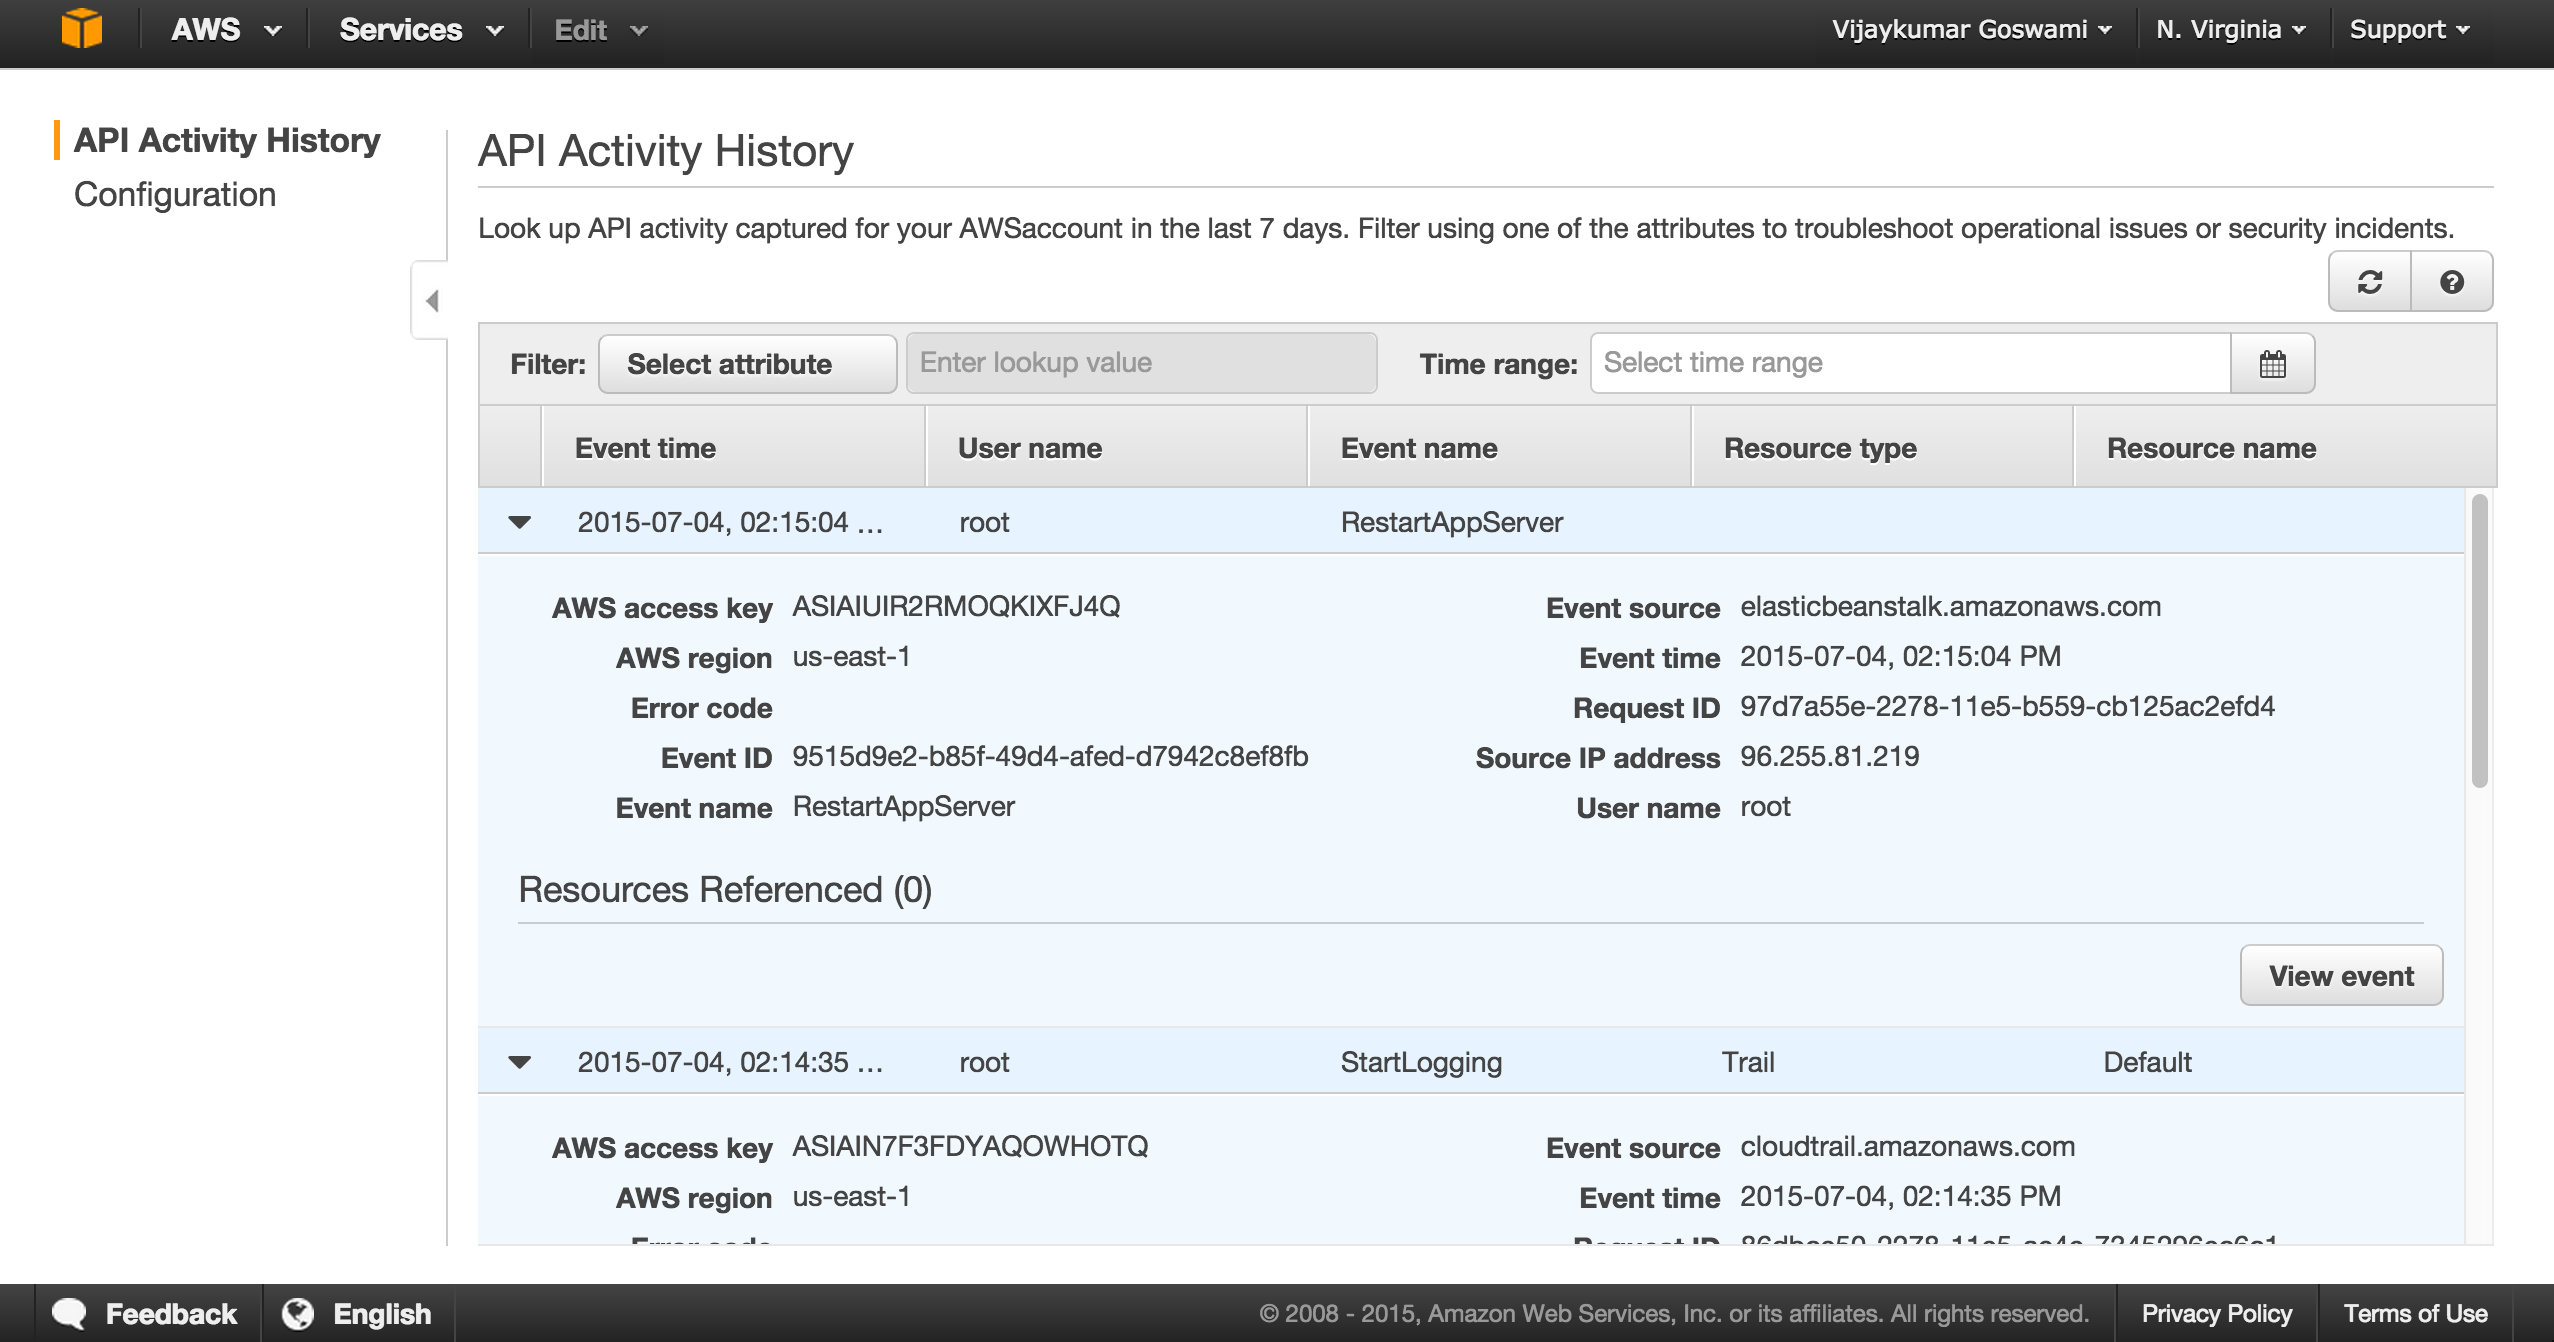 AWS Services Edit Vijaykumar Goswami N. Virginia Support
API Activity History
Configuration
API Activity History
Look up API activity captured for your AWSaccount in the last 7 days. Filter using one of the attributes to troubleshoot operational issues or security incidents.
Filter: Select attribute Enter lookup value Time range: Select time range
Event time User name Event name Resource type Resource name
2015-07-04, 02:15:04 ... root RestartAppServer
AWS access key ASIAIUIR2RMOQKIXFJ4Q Event source elasticbeanstalk.amazonaws.com
AWS region us-east-1 Event time 2015-07-04, 02:15:04 PM
Error code Request ID 97d7a55e-2278-11e5-b559-cb125ac2efd4
Event ID 9515d9e2-b85f-49d4-afed-d7942c8ef8fb Source IP address 96.255.81.219
Event name RestartAppServer User name root
Resources Referenced (0)
View event
2015-07-04, 02:14:35 ... root StartLogging Trail Default
AWS access key ASIAIN7F3FDYAQOWHOTQ Event source cloudtrail.amazonaws.com
AWS region us-east-1 Event time 2015-07-04, 02:14:35 PM
Error code Request ID
Feedback English © 2008 - 2015, Amazon Web Services, Inc. or its affiliates. All rights reserved. Privacy Policy Terms of Use